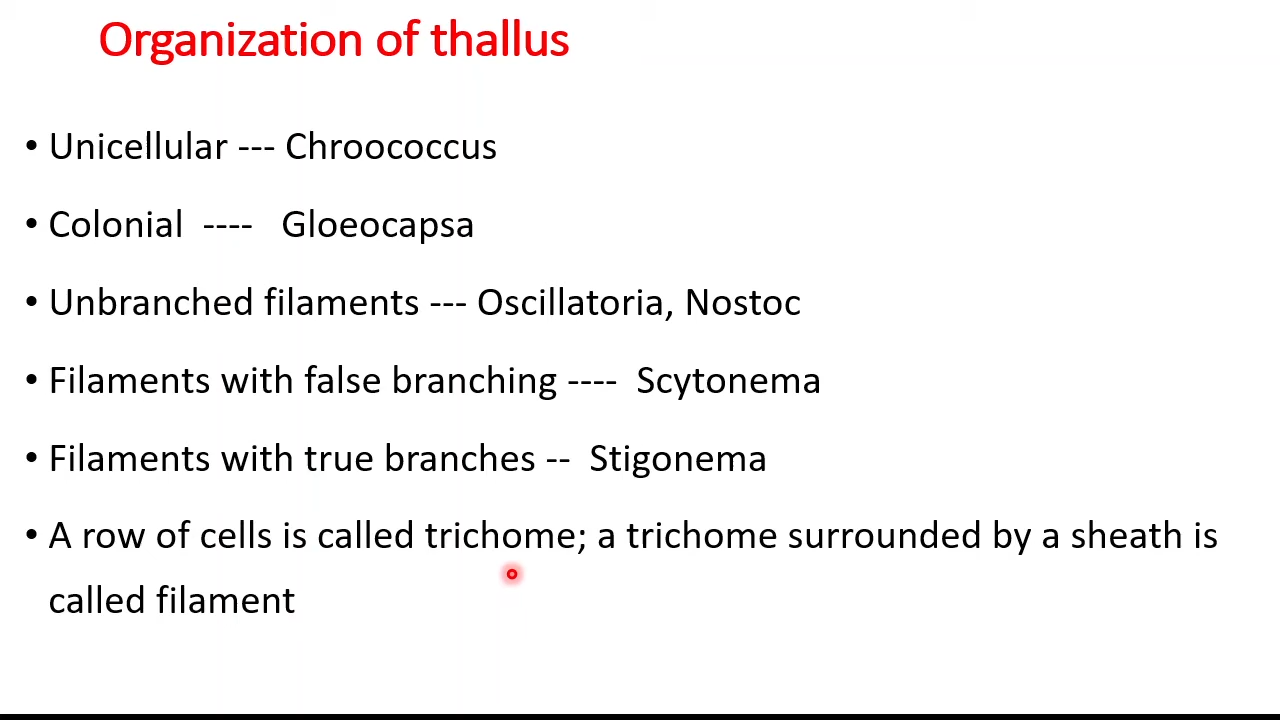 Organization of thallus
• Unicellular --- Chroococcus
• Colonial ---- Gloeocapsa
• Unbranched filaments --- Oscillatoria, Nostoc
• Filaments with false branching ---- Scytonema
• Filaments with true branches -- Stigonema
• A row of cells is called trichome; a trichome surrounded by a sheath is
called filament